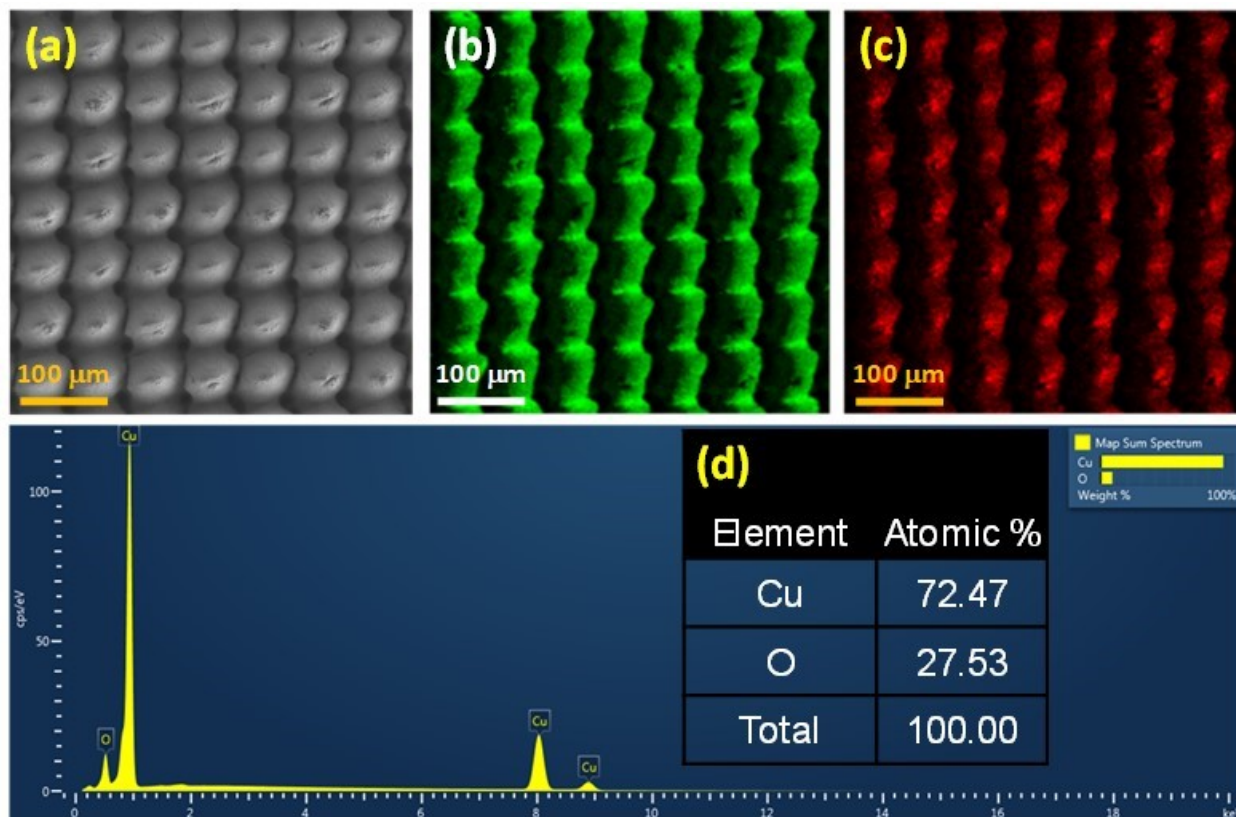 (a)
(b)
(c)
100 μm
100 μm
100 μm
Cu
100
50
0
cps/eV
O
Cu
Cu
0 2 4 6 8 10 12 14 16 18 ke
(d)
Element Atomic %
Cu 72.47
O 27.53
Total 100.00
Map Sum Spectrum
Cu
O
Weight % 100%